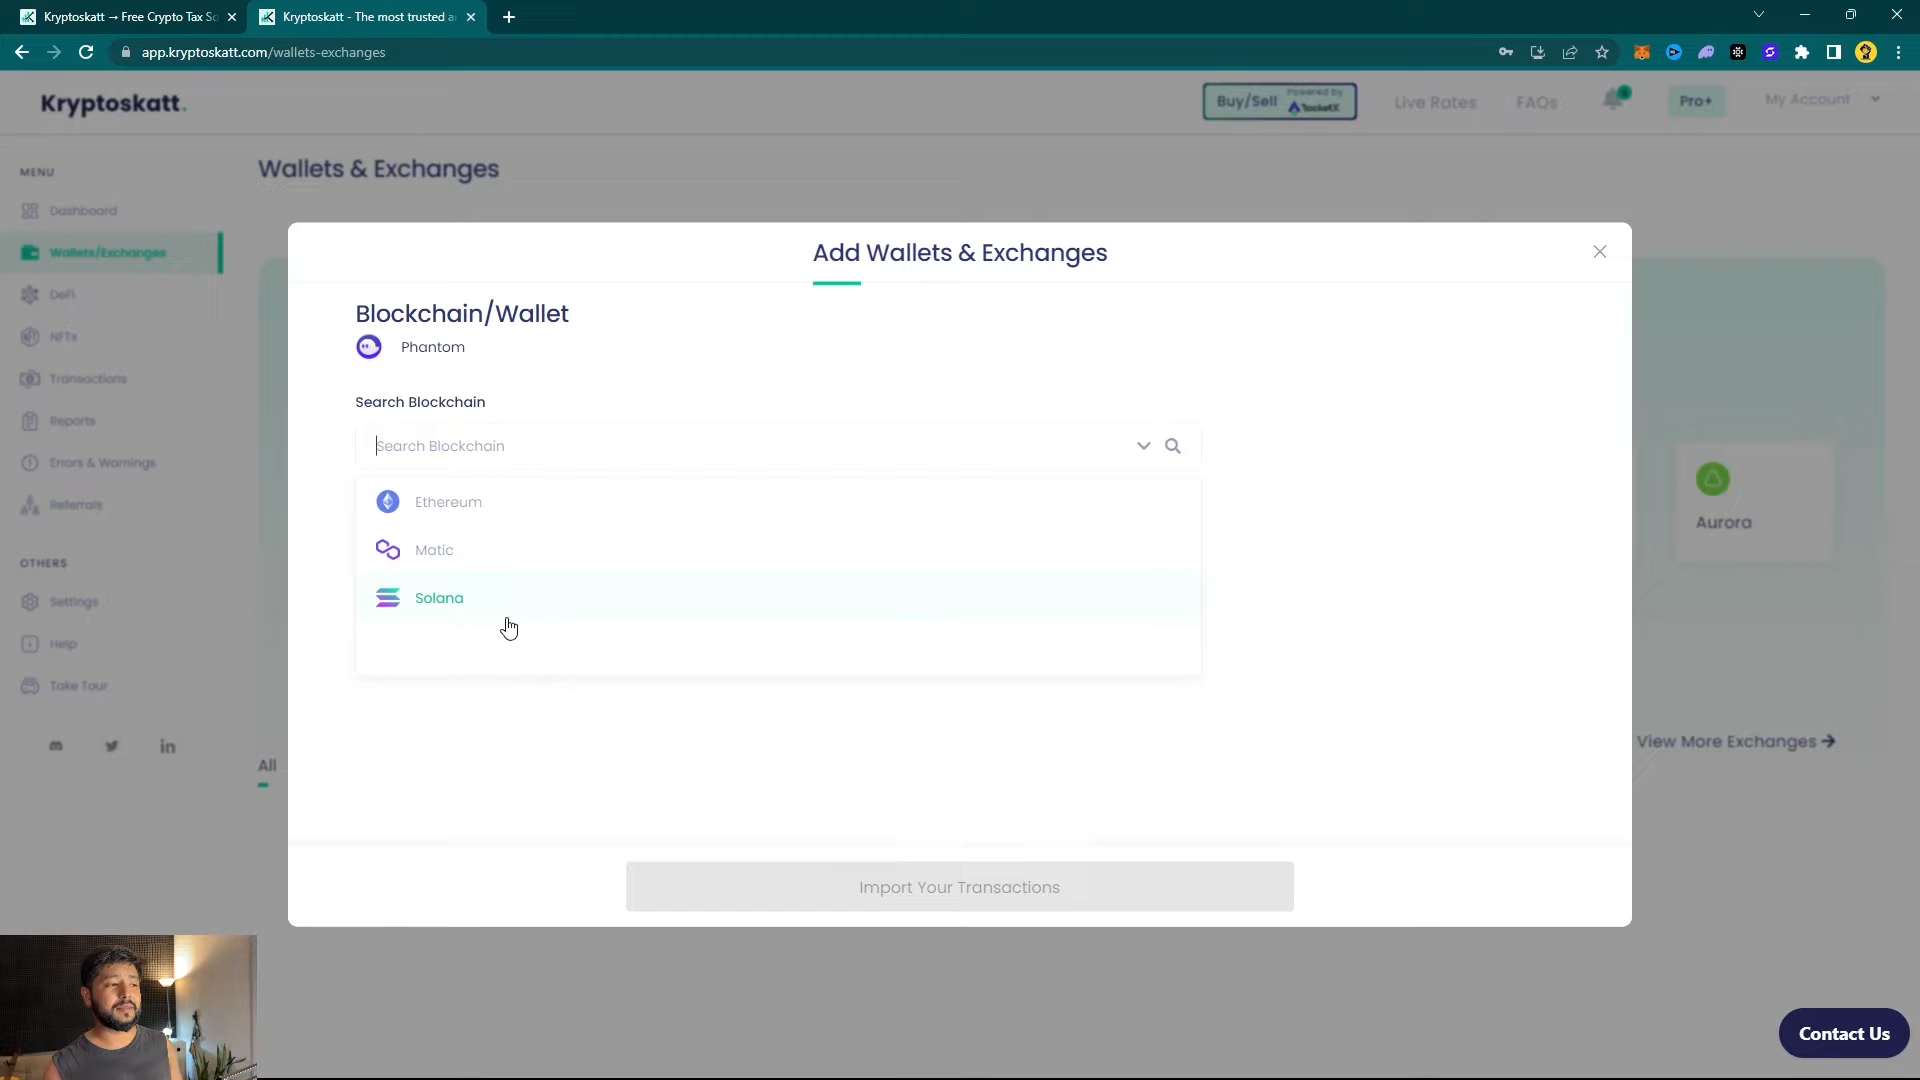 Kryptoskatt → Free Crypto Tax So
Kryptoskatt - The most trusted a
app.kryptoskatt.com/wallets-exchanges
Kryptoskatt.
Buy/Sell
Powered by
RocketX
Live Rates
FAQs
Pro+
My Account
MENU
Wallets & Exchanges
Dashboard
Wallets/Exchanges
DeFi
NFTs
Transactions
Reports
Errors & Warnings
Referrals
OTHERS
Settings
Help
Take Tour
Add Wallets & Exchanges
Blockchain/Wallet
Phantom
Search Blockchain
Search Blockchain
Ethereum
Matic
Solana
Aurora
View More Exchanges →
All
Import Your Transactions
Contact Us